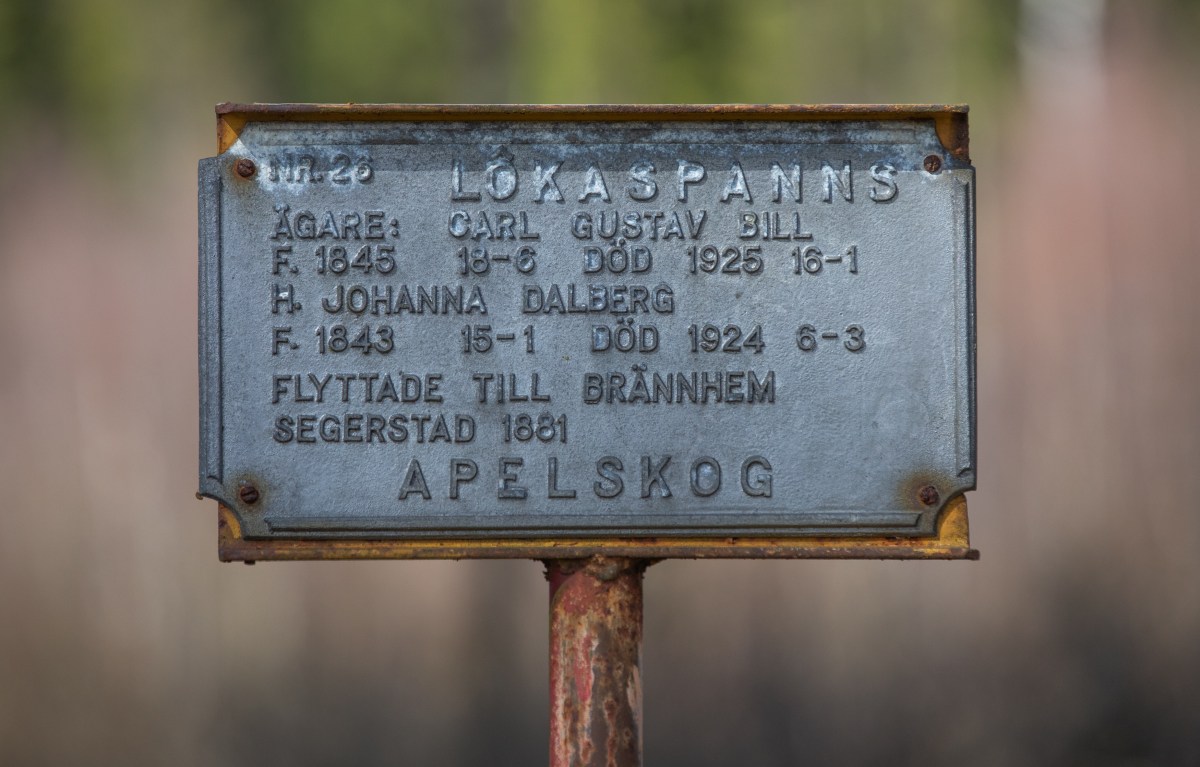 NR. 26 LÖKASPANNS
ÄGARE: CARL GUSTAV BILL
F. 1845 18-6 DÖD 1925 16-1
H. JOHANNA DALBERG
F. 1843 15-1 DÖD 1924 6-3
FLYTTADE TILL BRÄNNHEM
SEGERSTAD 1881
APELSKOG